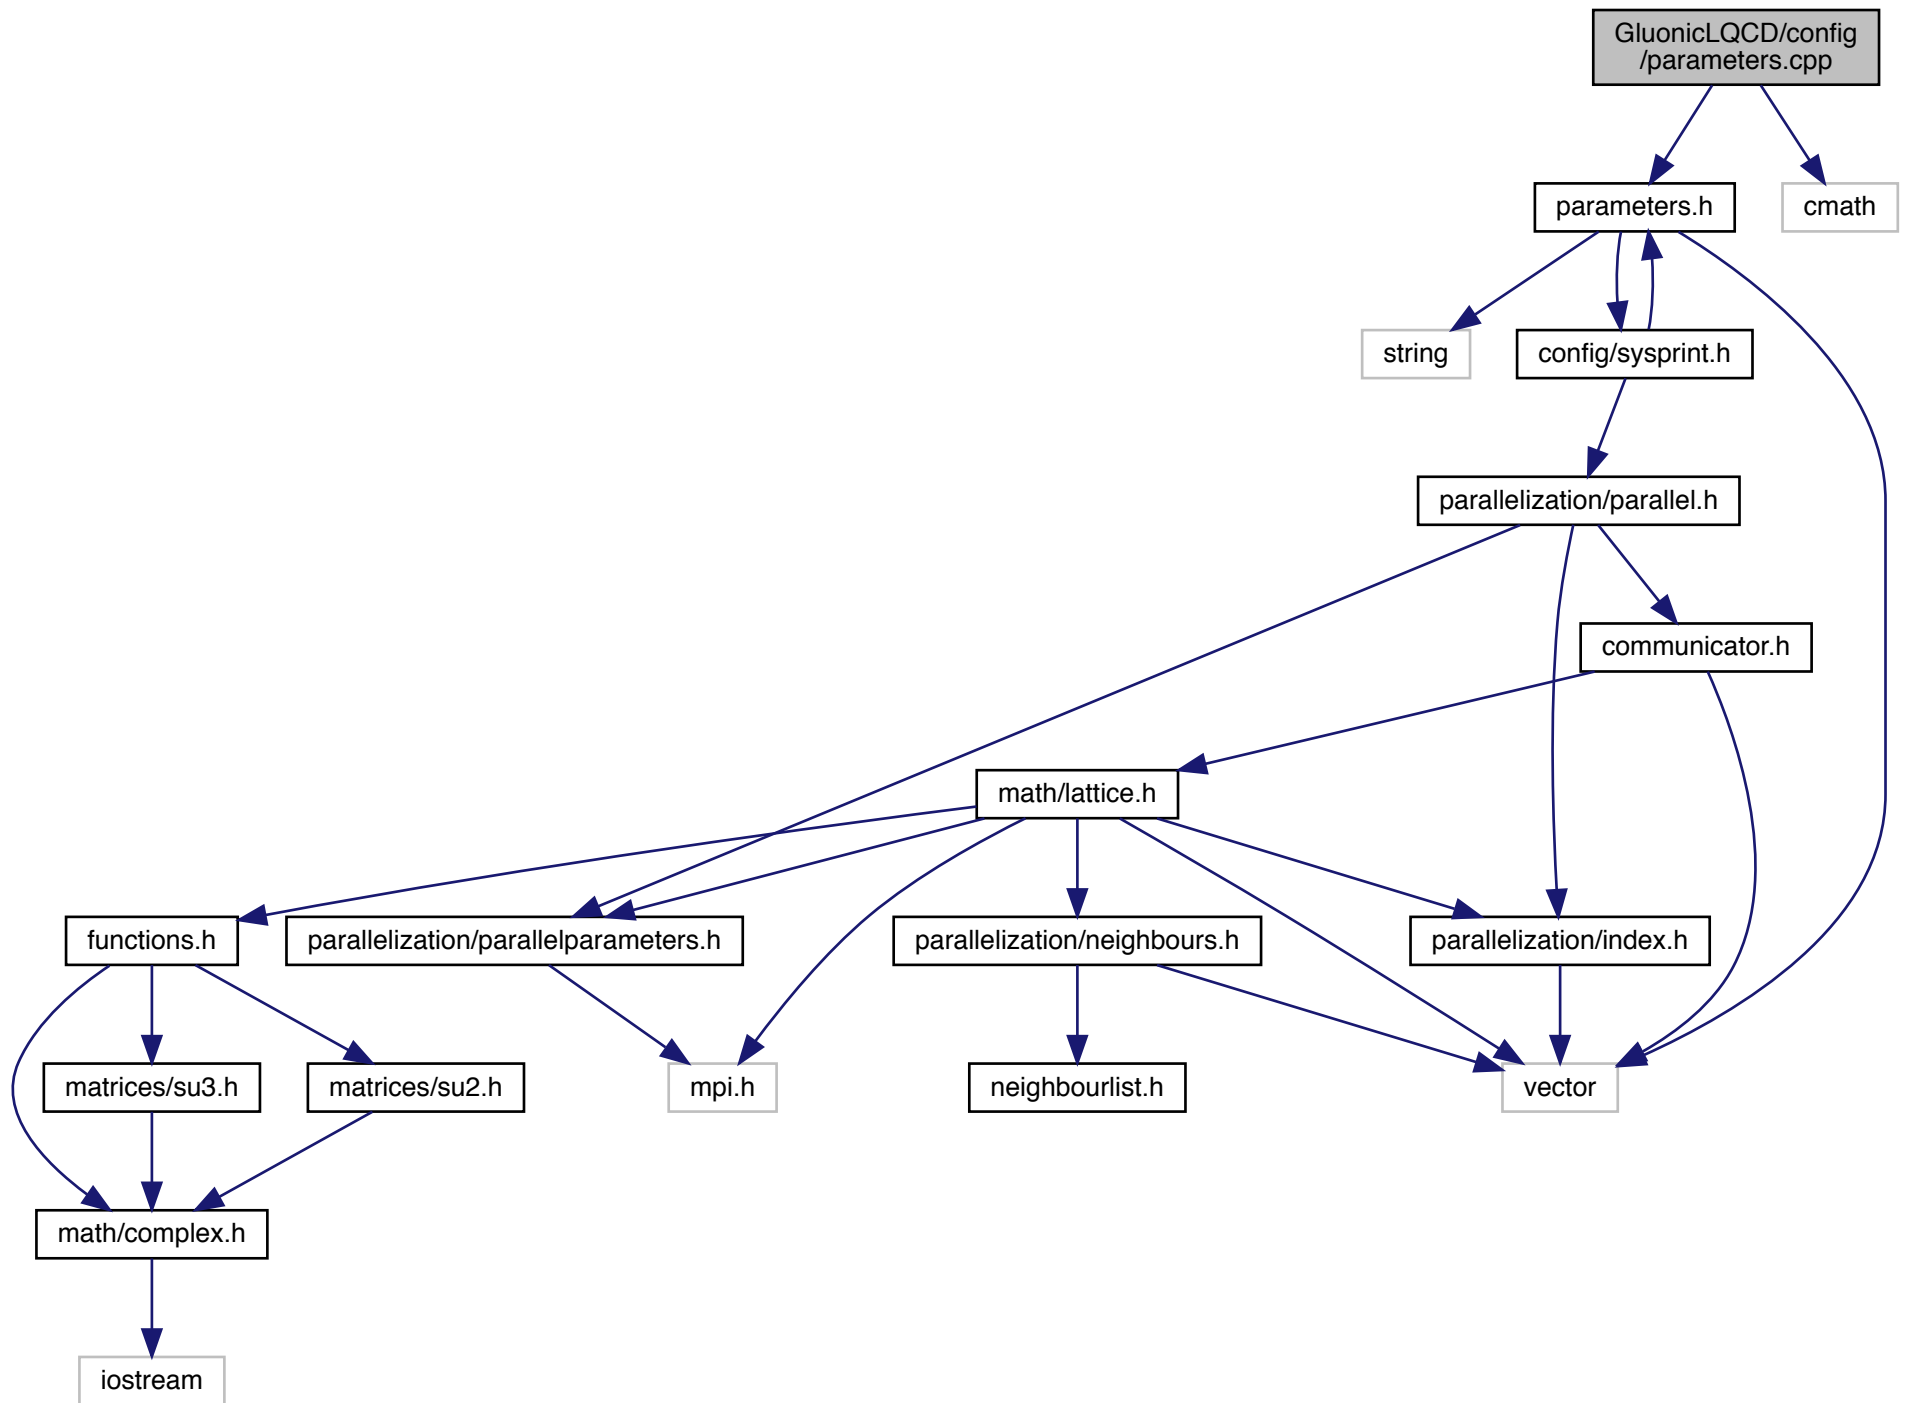 GluonicLQCD/config
/parameters.cpp
parameters.h
cmath
string
config/sysprint.h
parallelization/parallel.h
communicator.h
math/lattice.h
functions.h
parallelization/parallelparameters.h
parallelization/neighbours.h
parallelization/index.h
matrices/su3.h
matrices/su2.h
mpi.h
neighbourlist.h
vector
math/complex.h
iostream